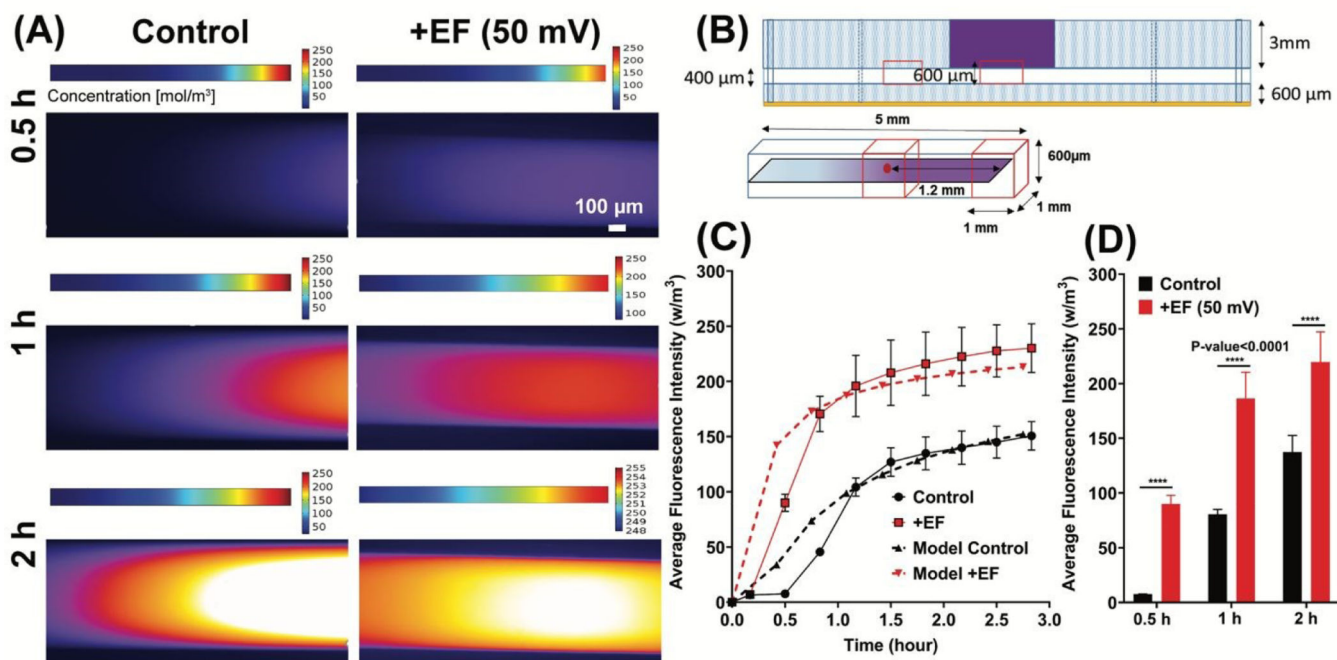 (A)
Control
+EF (50 mV)
250
200
150
100
50
250
200
150
100
50
Concentration [mol/m³]
0.5 h
100 µm
250
200
150
100
50
200
150
100
50
1 h
250
200
150
100
50
255
254
253
252
251
250
249
248
2 h
(B)
3mm
400 µm
600 µm
600 µm
5 mm
600µm
1.2 mm
1 mm
1 mm
(C)
Average Fluorescence Intensity (w/m³)
300
250
200
150
100
50
0
0.0 0.5 1.0 1.5 2.0 2.5 3.0
Time (hour)
Control
+EF
Model Control
Model +EF
(D)
Average Fluorescence Intensity (w/m³)
300
250
200
150
100
50
0
Control
+EF (50 mV)
****
P-value<0.0001
****
****
0.5 h 1 h 2 h